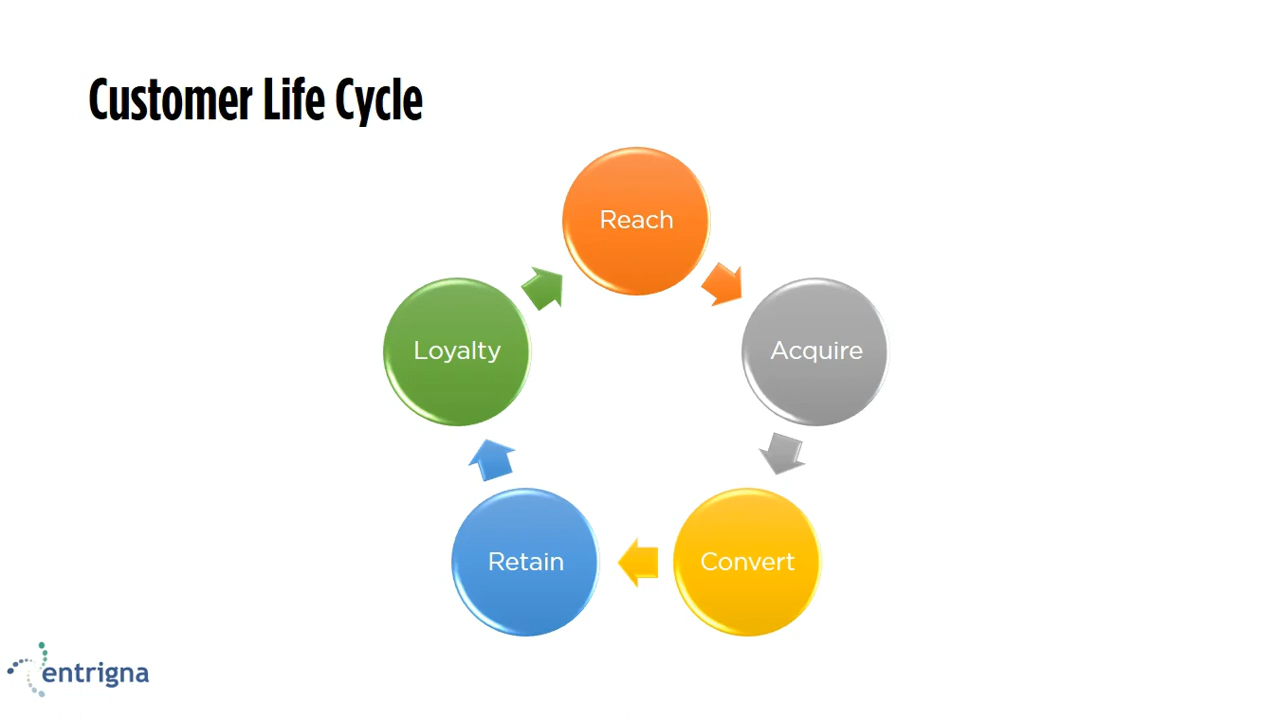 Customer Life Cycle
Reach
Acquire
Convert
Retain
Loyalty
entrigna